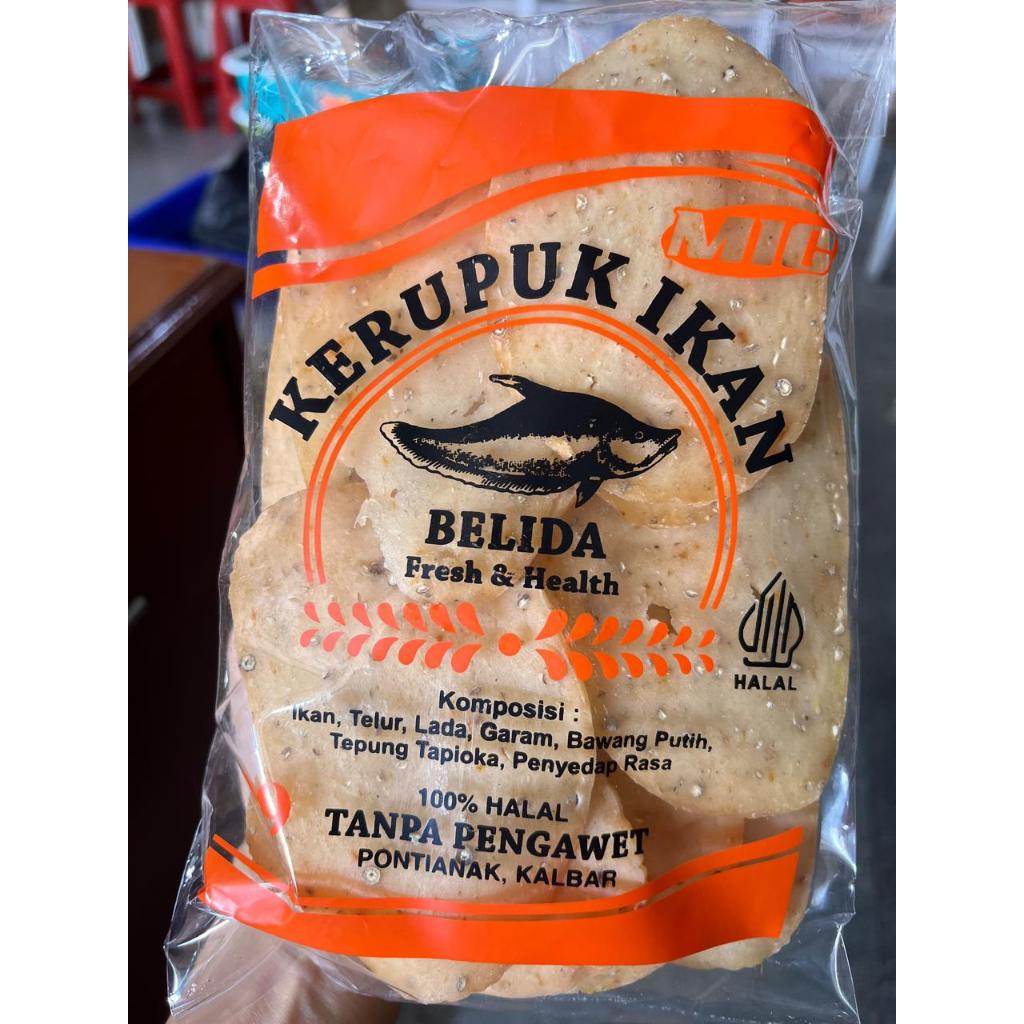 MIC
KERUPUK IKAN
BELIDA
Fresh & Health
HALAL
Komposisi :
Ikan, Telur, Lada, Garam, Bawang Putih,
Tepung Tapioka, Penyedap Rasa
100% HALAL
TANPA PENGAWET
PONTIANAK, KALBAR